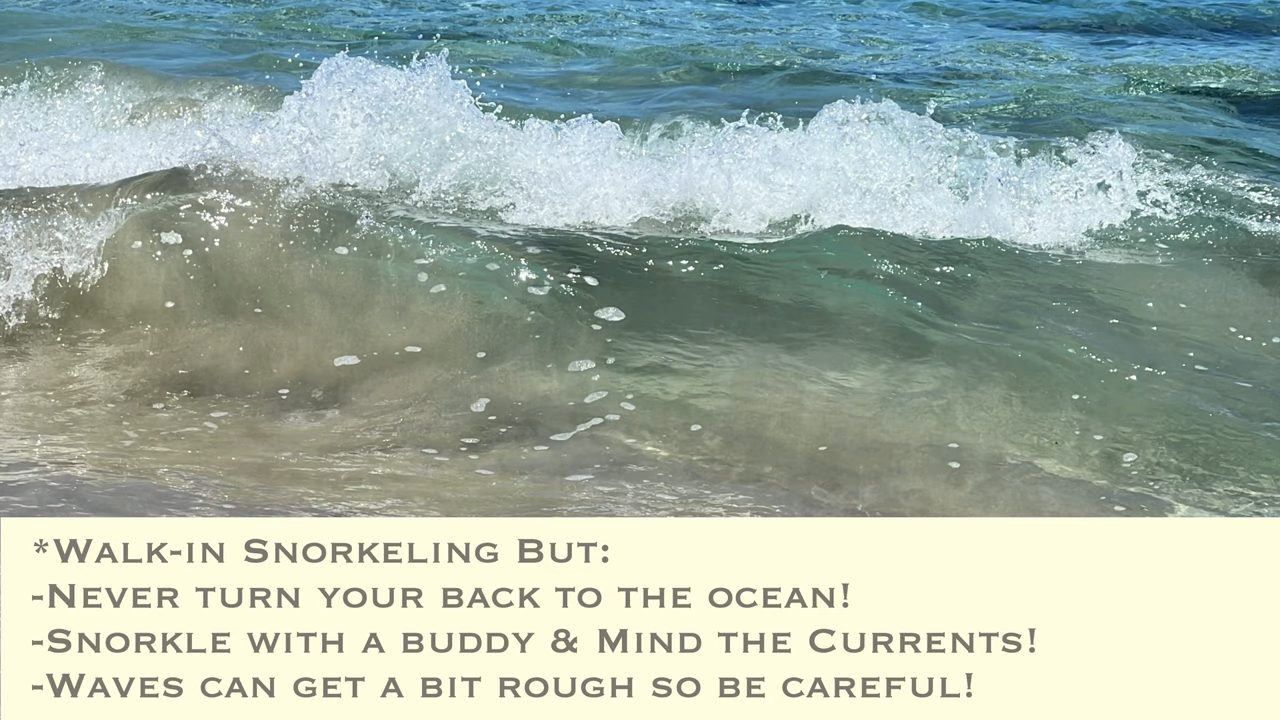 *Walk-in Snorkeling But:
-Never turn your back to the ocean!
-Snorkle with a buddy & Mind the Currents!
-Waves can get a bit rough so be careful!